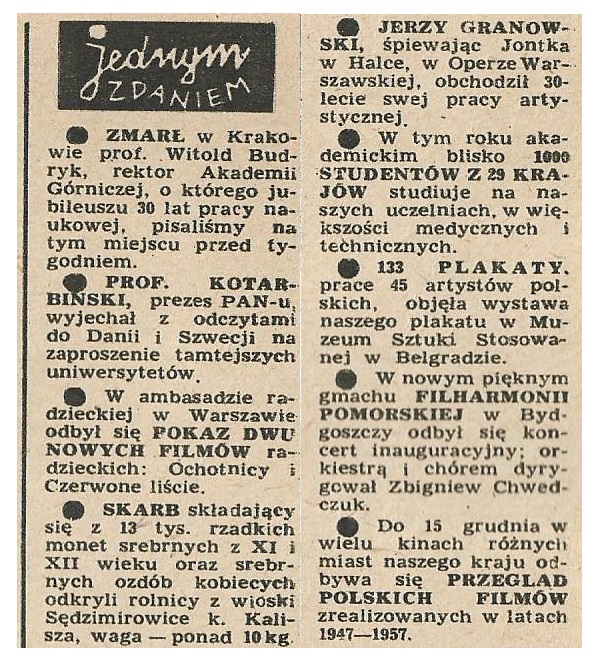 jednym
ZDANIEM
● ZMARŁ w Krako-
wie prof. Witold Bud-
ryk, rektor Akademii
Górniczej, o którego ju-
bileuszu 30 lat pracy na-
ukowej, pisaliśmy na
tym miejscu przed ty-
godniem.
● PROF. KOTAR-
BIŃSKI, prezes PAN-u,
wyjechał z odczytami
do Danii i Szwecji na
zaproszenie tamtejszych
uniwersytetów.
● W ambasadzie ra-
dzieckiej w Warszawie
odbył się POKAZ DWU
NOWYCH FILMÓW ra-
dzieckich: Ochotnicy i
Czerwone liście.
● SKARB składający
się z 13 tys. rzadkich
monet srebrnych z XI i
XII wieku oraz srebr-
nych ozdób kobiecych
odkryli rolnicy z wioski
Sędzimirowice k. Kali-
sza, waga — ponad 10 kg.
● JERZY GRANOW-
SKI, śpiewając Jontka
w Halce, w Operze War-
szawskiej, obchodził 30-
lecie swej pracy arty-
stycznej.
● W tym roku aka-
demickim blisko 1000
STUDENTÓW Z 29 KRA-
JÓW studiuje na na-
szych uczelniach, w wię-
kszości medycznych i
technicznych.
● 133 PLAKATY,
prace 45 artystów pol-
skich, objęła wystawa
naszego plakatu w Mu-
zeum Sztuki Stosowa-
nej w Belgradzie.
● W nowym pięknym
gmachu FILHARMONII
POMORSKIEJ w Byd-
goszczy odbył się kon-
cert inauguracyjny; or-
kiestrą i chórem dyry-
gował Zbigniew Chwed-
czuk.
● Do 15 grudnia w
wielu kinach różnych
miast naszego kraju od-
bywa się PRZEGLĄD
POLSKICH FILMÓW
zrealizowanych w latach
1947—1957.